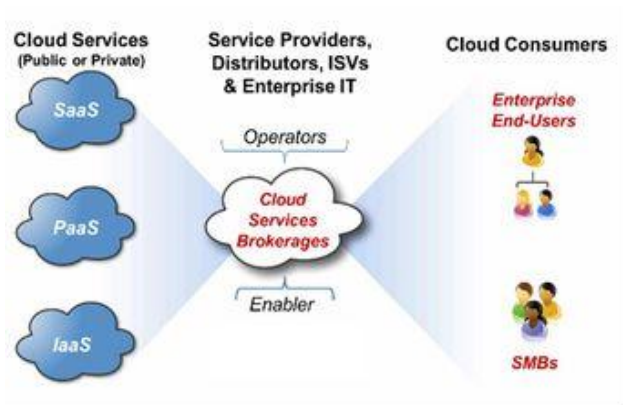 Cloud Services
(Public or Private)
SaaS
PaaS
IaaS
Service Providers,
Distributors, ISVs
& Enterprise IT
Operators
Cloud
Services
Brokerages
Enabler
Cloud Consumers
Enterprise
End-Users
SMBs